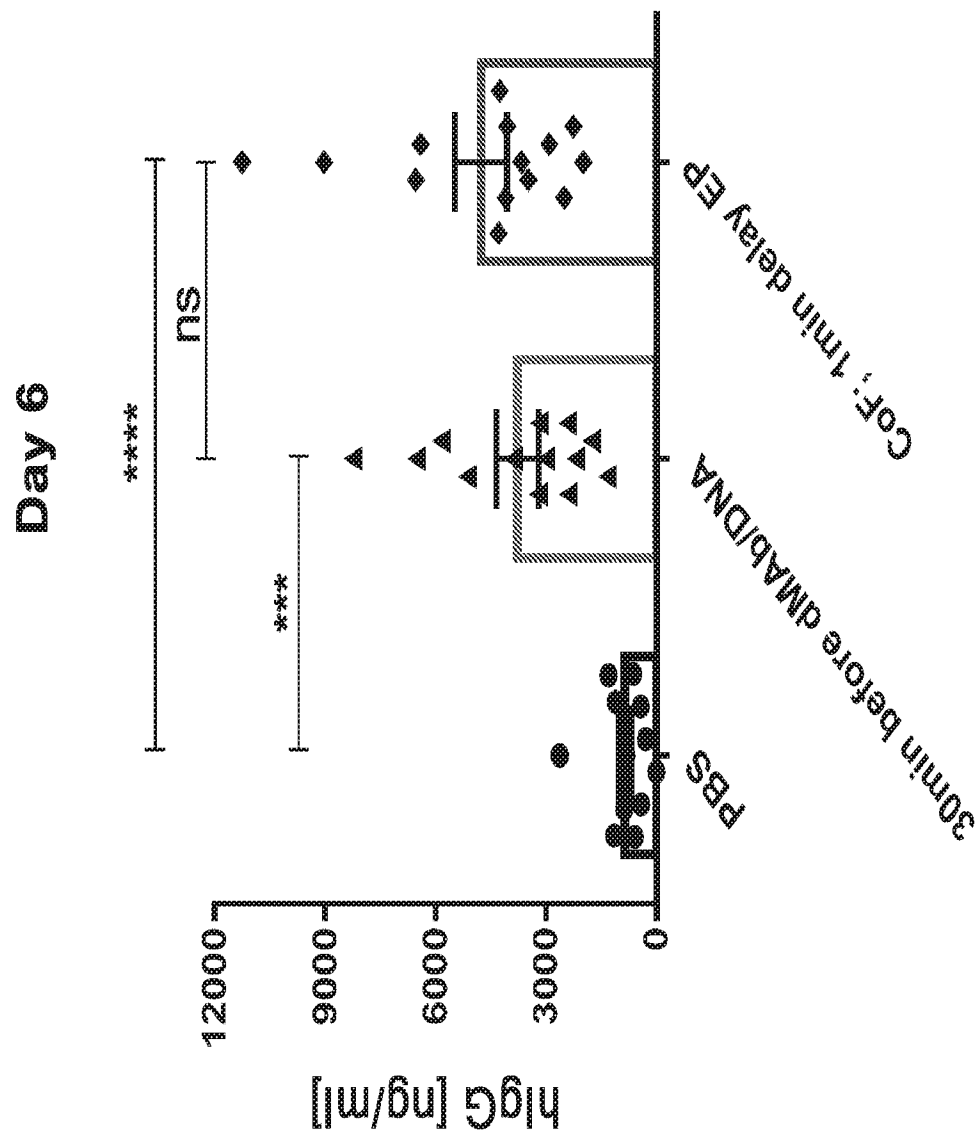 Day 6
****
ns
***
hIgG [ng/ml]
12000
9000
6000
3000
0
PBS
30min before dMAb/DNA
CoF; 1min delay EP